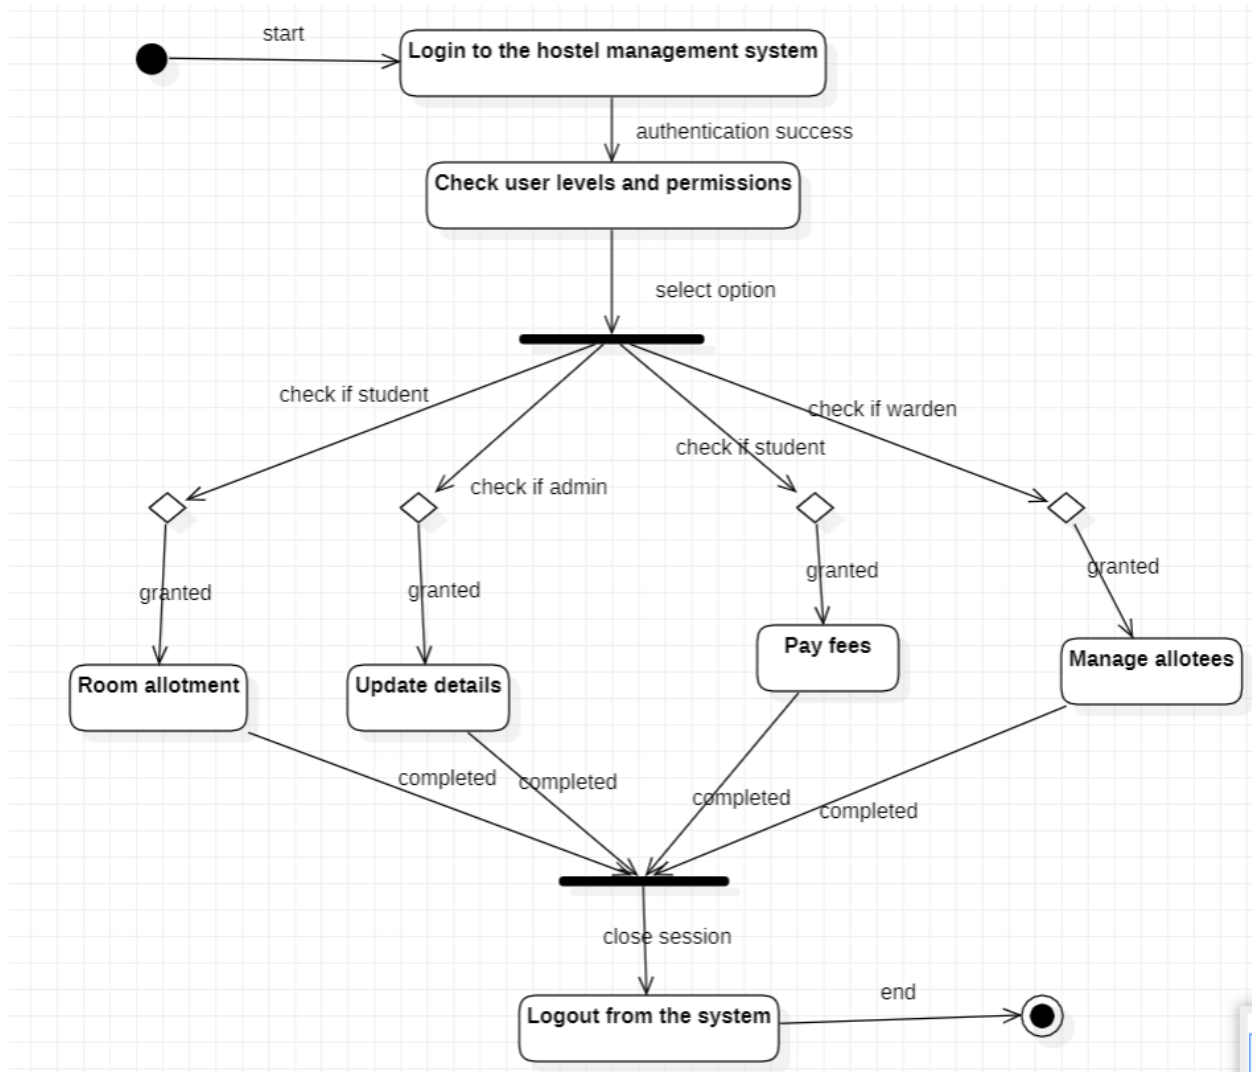 start
Login to the hostel management system
authentication success
Check user levels and permissions
select option
check if student
check if warden
check if student
check if admin
granted
granted
granted
granted
Pay fees
Manage allotees
Room allotment
Update details
completed
completed
completed
completed
close session
end
Logout from the system